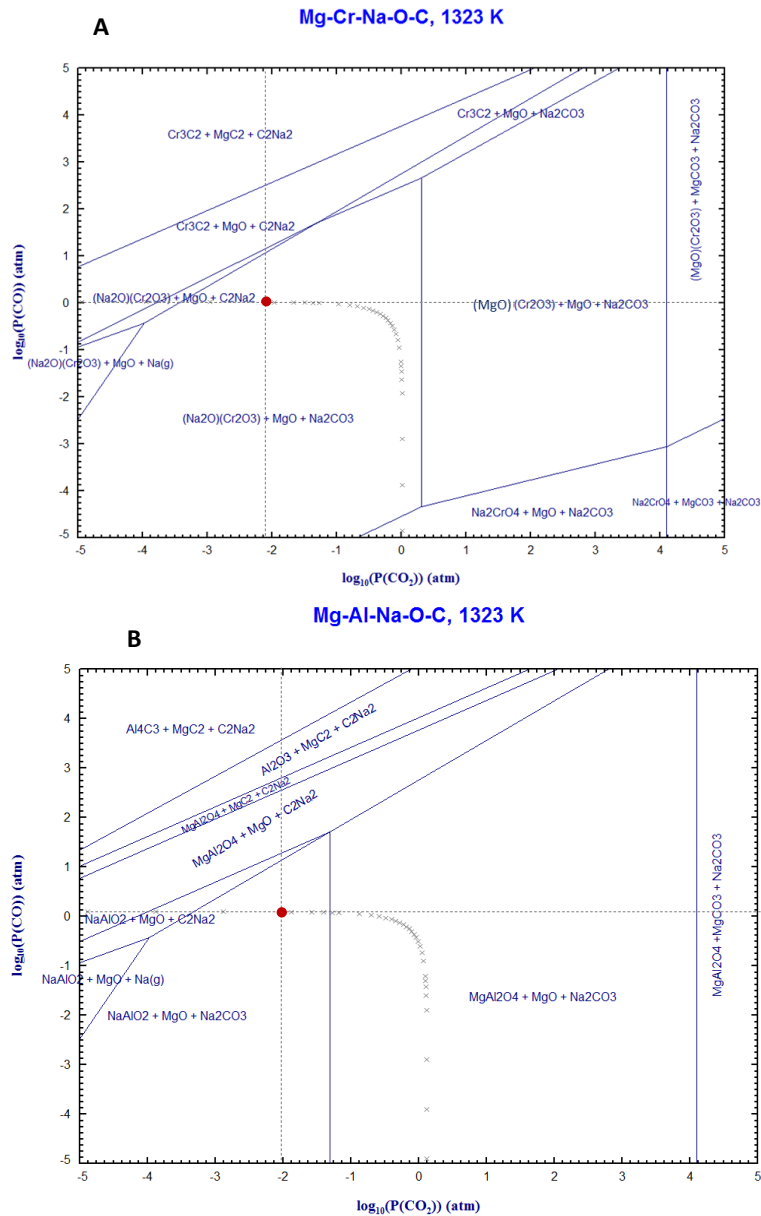 A
Mg-Cr-Na-O-C, 1323 K
5
4
3
2
1
0
-1
-2
-3
-4
-5
log10(P(CO)) (atm)
Cr3C2 + MgC2 + C2Na2
Cr3C2 + MgO + Na2CO3
Cr3C2 + MgO + C2Na2
(Na2O)(Cr2O3) + MgO + C2Na2
(MgO) (Cr2O3) + MgO + Na2CO3
(MgO)(Cr2O3) + MgCO3 + Na2CO3
(Na2O)(Cr2O3) + MgO + Na(g)
(Na2O)(Cr2O3) + MgO + Na2CO3
Na2CrO4 + MgCO3 + Na2CO3
Na2CrO4 + MgO + Na2CO3
-5 -4 -3 -2 -1 0 1 2 3 4 5
log10(P(CO2)) (atm)
B
Mg-Al-Na-O-C, 1323 K
5
4
3
2
1
0
-1
-2
-3
-4
-5
log10(P(CO)) (atm)
Al4C3 + MgC2 + C2Na2
Al2O3 + MgC2 + C2Na2
MgAl2O4 + MgC2 + C2Na2
MgAl2O4 + MgO + C2Na2
NaAlO2 + MgO + C2Na2
NaAlO2 + MgO + Na(g)
NaAlO2 + MgO + Na2CO3
MgAl2O4 + MgO + Na2CO3
MgAl2O4 +MgCO3 + Na2CO3
-5 -4 -3 -2 -1 0 1 2 3 4 5
log10(P(CO2)) (atm)